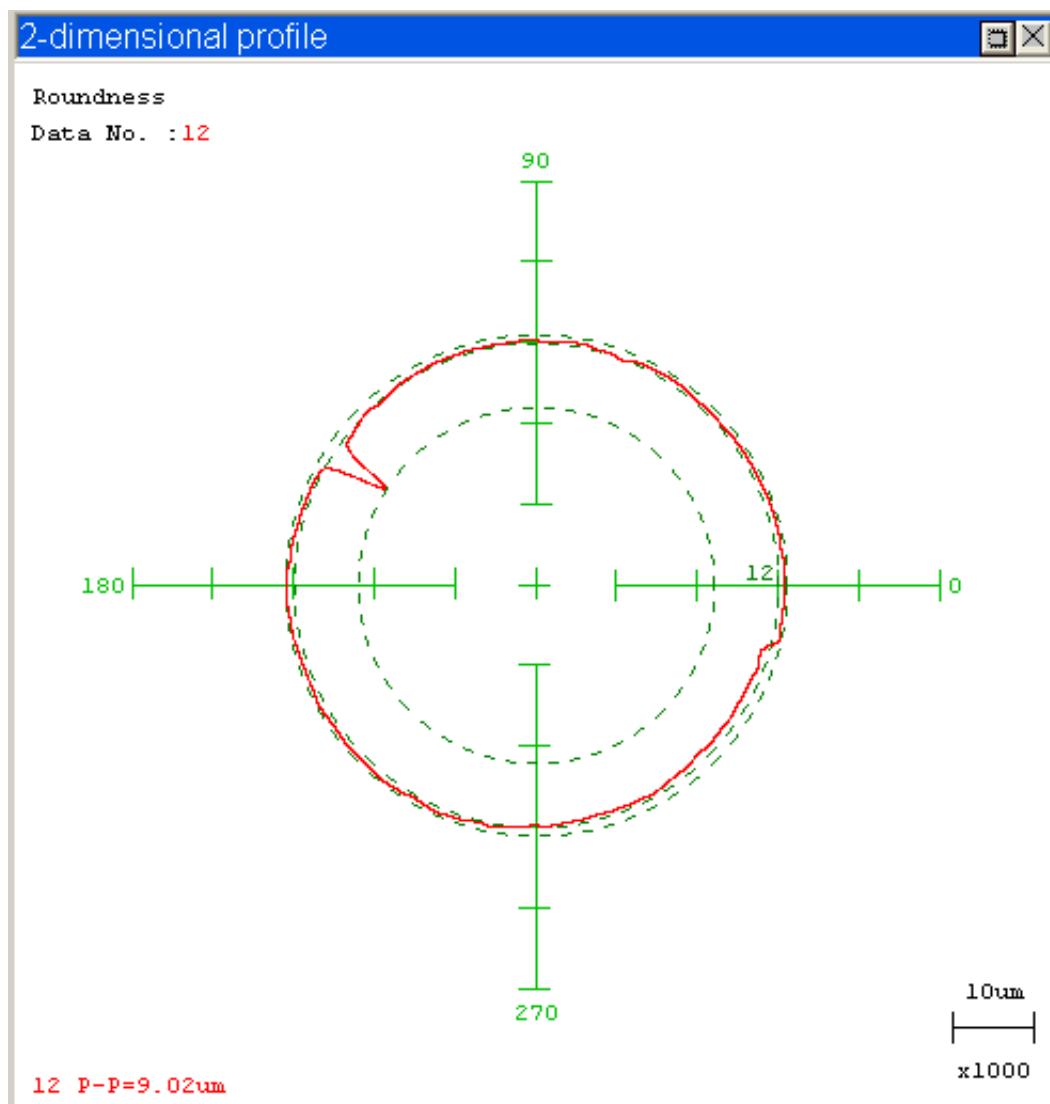 2-dimensional profile
Roundness
Data No. :12
90
180
12
0
270
10um
x1000
12 P-P=9.02um